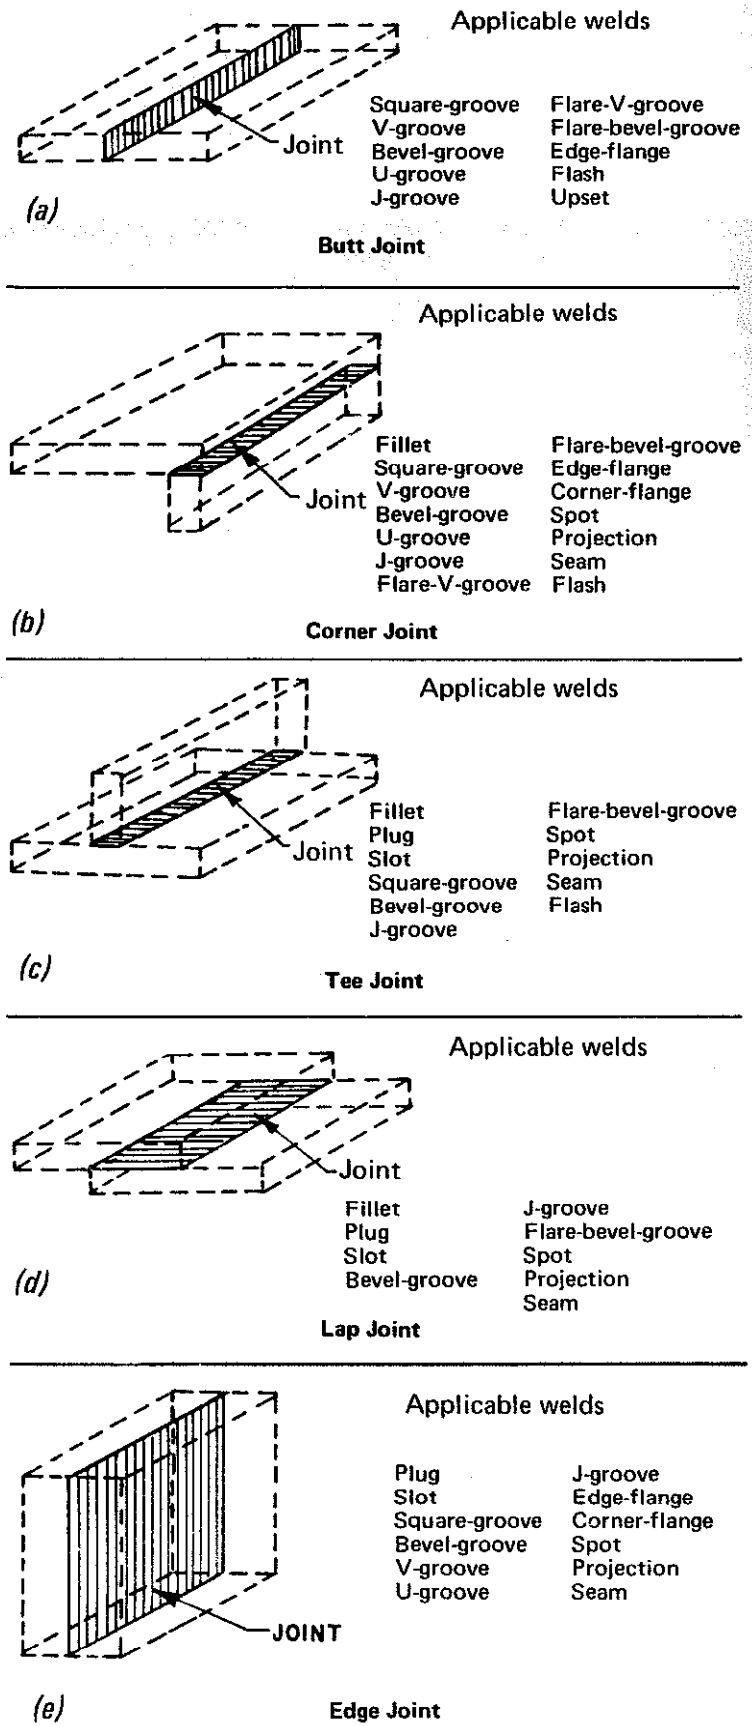 Applicable welds
Square-groove Flare-V-groove
V-groove Flare-bevel-groove
Joint
Bevel-groove Edge-flange
U-groove Flash
J-groove Upset
(a)
Butt Joint
Applicable welds
Fillet Flare-bevel-groove
Square-groove Edge-flange
V-groove Corner-flange
Joint
Bevel-groove Spot
U-groove Projection
J-groove Seam
Flare-V-groove Flash
(b)
Corner Joint
Applicable welds
Fillet Flare-bevel-groove
Plug Spot
Joint
Slot Projection
Square-groove Seam
Bevel-groove Flash
J-groove
(c)
Tee Joint
Applicable welds
Joint
Fillet J-groove
Plug Flare-bevel-groove
Slot Spot
Bevel-groove Projection
Seam
(d)
Lap Joint
Applicable welds
Plug J-groove
Slot Edge-flange
Square-groove Corner-flange
Bevel-groove Spot
V-groove Projection
U-groove Seam
JOINT
(e)
Edge Joint